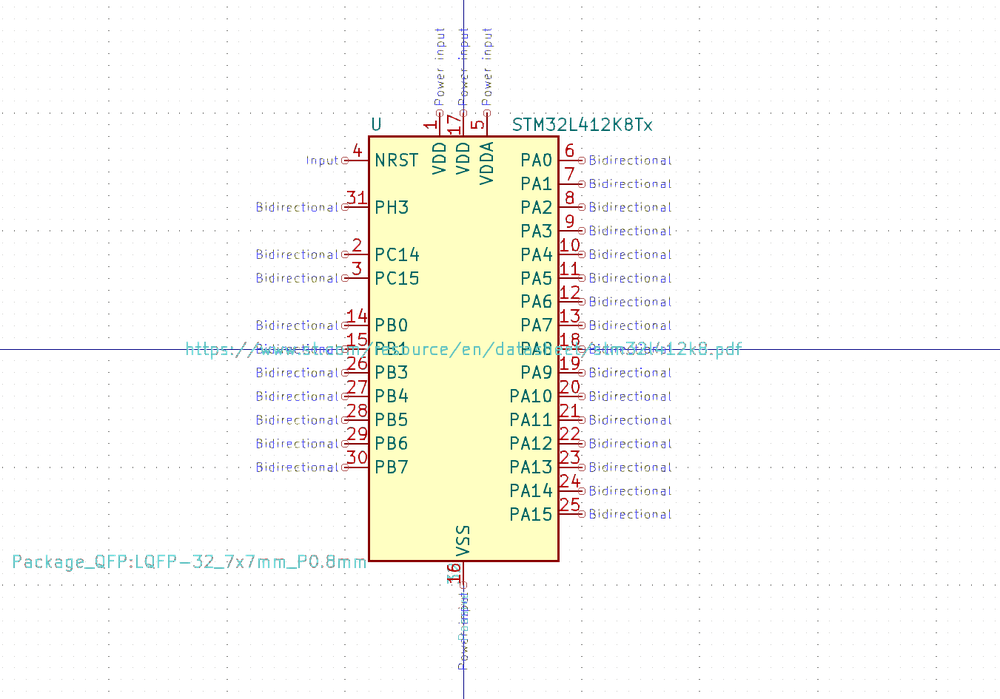 Power input Power input Power input
U STM32L412K8Tx
1 17 5
VDD VDD VDDA
Input 4 NRST PA0 6 Bidirectional
PA1 7 Bidirectional
Bidirectional 31 PH3 PA2 8 Bidirectional
PA3 9 Bidirectional
Bidirectional 2 PC14 PA4 10 Bidirectional
Bidirectional 3 PC15 PA5 11 Bidirectional
PA6 12 Bidirectional
Bidirectional 14 PB0 PA7 13 Bidirectional
15 PB1 PA8 18
Bidirectional 26 PB3 PA9 19 Bidirectional
Bidirectional 27 PB4 PA10 20 Bidirectional
Bidirectional 28 PB5 PA11 21 Bidirectional
Bidirectional 29 PB6 PA12 22 Bidirectional
Bidirectional 30 PB7 PA13 23 Bidirectional
PA14 24 Bidirectional
PA15 25 Bidirectional
VSS
Package_QFP:LQFP-32_7x7mm_P0.8mm
16
Power input